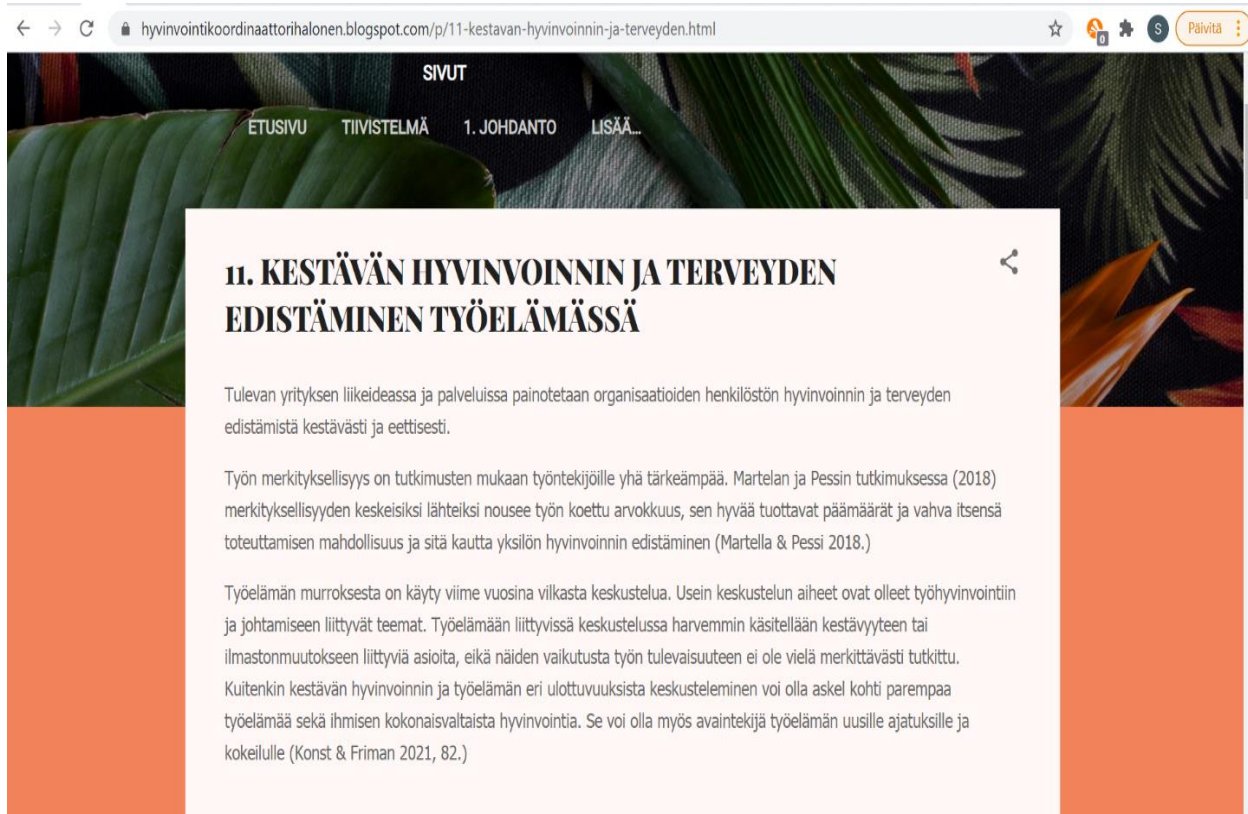 hyvinvointikoordinaattorihalonen.blogspot.com/p/11-kestavan-hyvinvoinnin-ja-terveyden.html
0
S
Päivitä
SIVUT
ETUSIVU TIIVISTELMÄ 1. JOHDANTO LISÄÄ...
11. KESTÄVÄN HYVINVOINNIN JA TERVEYDEN
EDISTÄMINEN TYÖELÄMÄSSÄ
Tulevan yrityksen liikeideassa ja palveluissa painotetaan organisaatioiden henkilöstön hyvinvoinnin ja terveyden
edistämistä kestävästi ja eettisesti.
Työn merkityksellisyys on tutkimusten mukaan työntekijöille yhä tärkeämpää. Martelan ja Pessin tutkimuksessa (2018)
merkityksellisyyden keskeisiksi lähteiksi nousee työn koettu arvokkuus, sen hyvää tuottavat päämäärät ja vahva itsensä
toteuttamisen mahdollisuus ja sitä kautta yksilön hyvinvoinnin edistäminen (Martella & Pessi 2018.)
Työelämän murroksesta on käyty viime vuosina vilkasta keskustelua. Usein keskustelun aiheet ovat olleet työhyvinvointiin
ja johtamiseen liittyvät teemat. Työelämään liittyvissä keskustelussa harvemmin käsitellään kestävyyteen tai
ilmastonmuutokseen liittyviä asioita, eikä näiden vaikutusta työn tulevaisuuteen ei ole vielä merkittävästi tutkittu.
Kuitenkin kestävän hyvinvoinnin ja työelämän eri ulottuvuuksista keskusteleminen voi olla askel kohti parempaa
työelämää sekä ihmisen kokonaisvaltaista hyvinvointia. Se voi olla myös avaintekijä työelämän uusille ajatuksille ja
kokeilulle (Konst & Friman 2021, 82.)